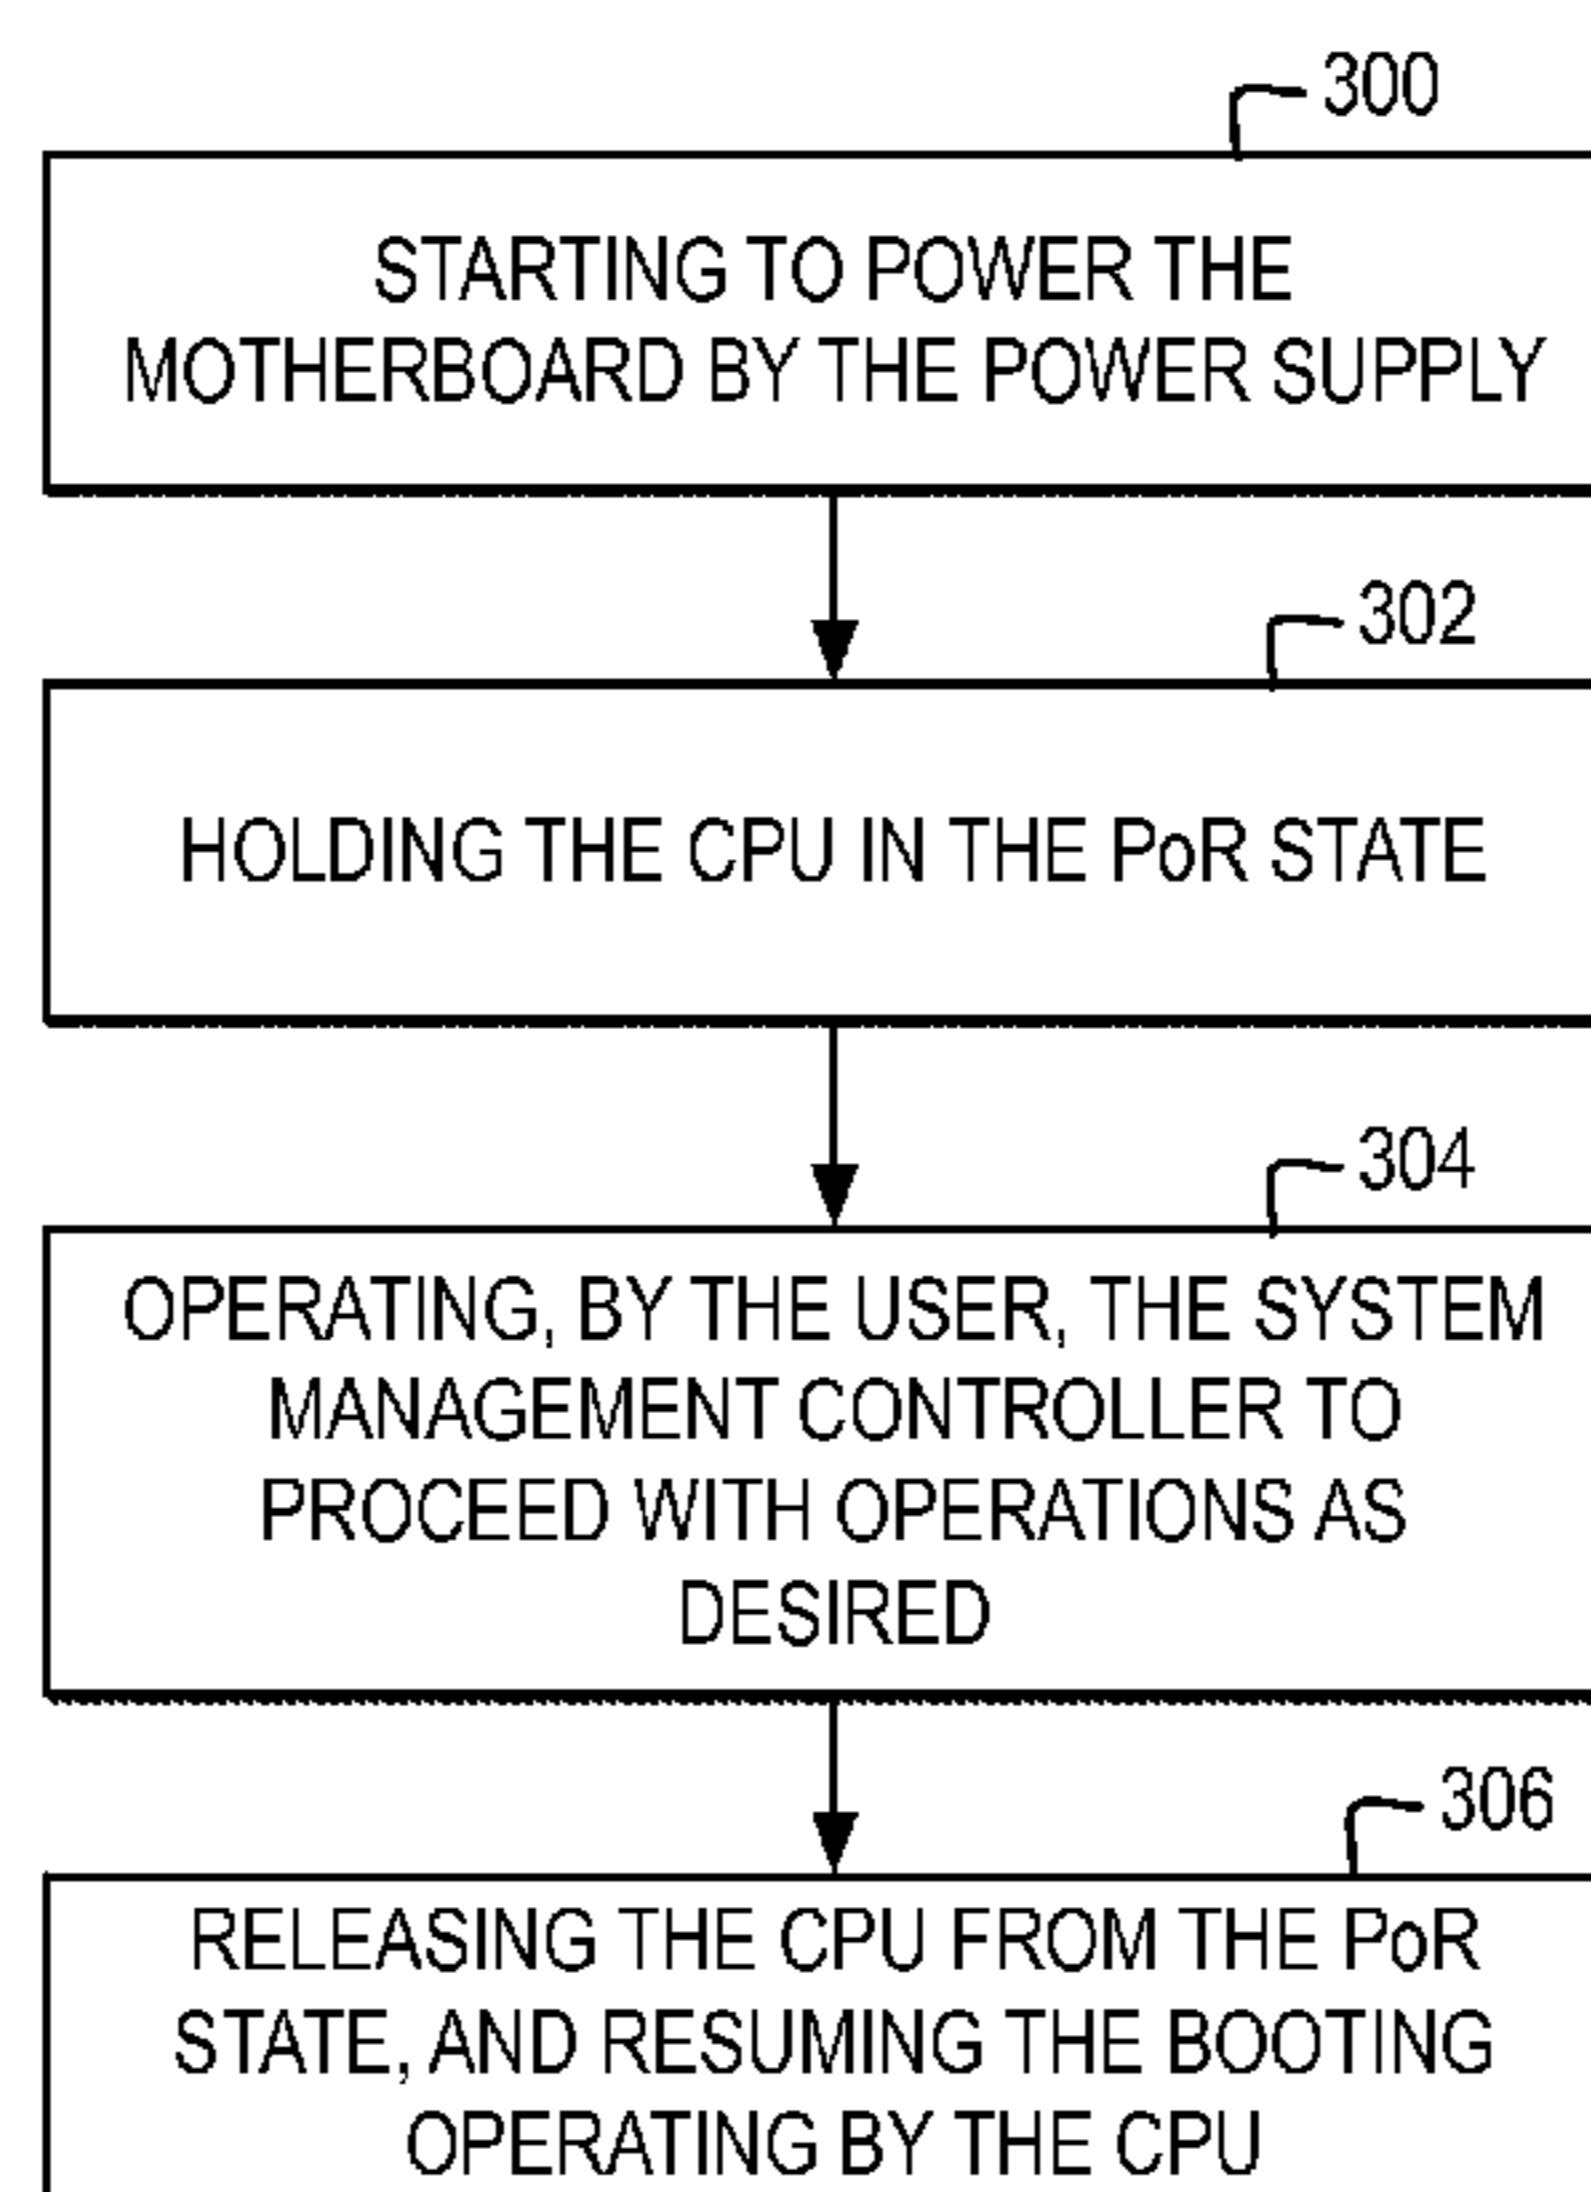 300
STARTING TO POWER THE
MOTHERBOARD BY THE POWER SUPPLY
302
HOLDING THE CPU IN THE PoR STATE
304
OPERATING, BY THE USER, THE SYSTEM
MANAGEMENT CONTROLLER TO
PROCEED WITH OPERATIONS AS
DESIRED
306
RELEASING THE CPU FROM THE PoR
STATE, AND RESUMING THE BOOTING
OPERATING BY THE CPU